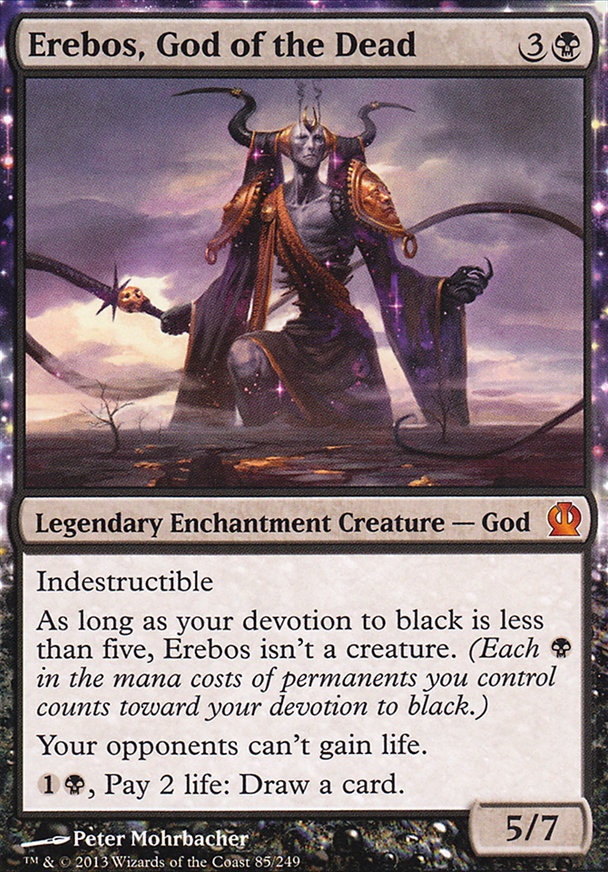 Erebos, God of the Dead 3
Legendary Enchantment Creature — God
Indestructible
As long as your devotion to black is less
than five, Erebos isn't a creature. (Each
in the mana costs of permanents you control
counts toward your devotion to black.)
Your opponents can't gain life.
1, Pay 2 life: Draw a card.
5/7
Peter Mohrbacher
™ & © 2013 Wizards of the Coast 85/249